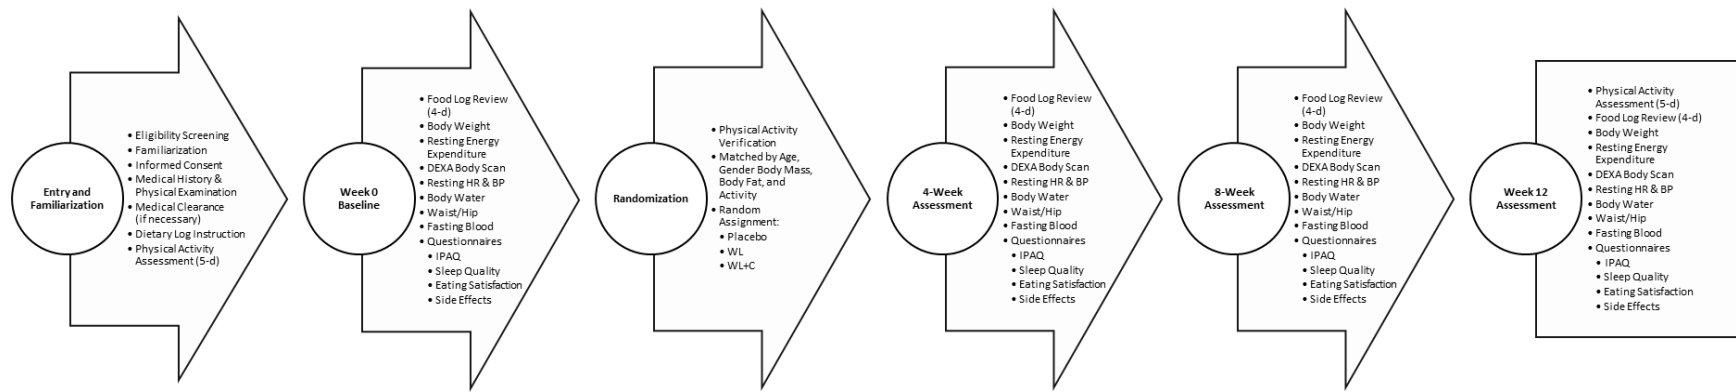 Entry and
Familiarization
• Eligibility Screening
• Familiarization
• Informed Consent
• Medical History &
Physical Examination
• Medical Clearance
(if necessary)
• Dietary Log Instruction
• Physical Activity
Assessment (5-d)
Week 0
Baseline
• Food Log Review
(4-d)
• Body Weight
• Resting Energy
Expenditure
• DEXA Body Scan
• Resting HR & BP
• Body Water
• Waist/Hip
• Fasting Blood
• Questionnaires
• IPAQ
• Sleep Quality
• Eating Satisfaction
• Side Effects
Randomization
• Physical Activity
Verification
• Matched by Age,
Gender Body Mass,
Body Fat, and
Activity
• Random
Assignment:
• Placebo
• WL
• WL+C
4-Week
Assessment
• Food Log Review
(4-d)
• Body Weight
• Resting Energy
Expenditure
• DEXA Body Scan
• Resting HR & BP
• Body Water
• Waist/Hip
• Fasting Blood
• Questionnaires
• IPAQ
• Sleep Quality
• Eating Satisfaction
• Side Effects
8-Week
Assessment
• Food Log Review
(4-d)
• Body Weight
• Resting Energy
Expenditure
• DEXA Body Scan
• Resting HR & BP
• Body Water
• Waist/Hip
• Fasting Blood
• Questionnaires
• IPAQ
• Sleep Quality
• Eating Satisfaction
• Side Effects
Week 12
Assessment
• Physical Activity
Assessment (5-d)
• Food Log Review (4-d)
• Body Weight
• Resting Energy
Expenditure
• DEXA Body Scan
• Resting HR & BP
• Body Water
• Waist/Hip
• Fasting Blood
• Questionnaires
• IPAQ
• Sleep Quality
• Eating Satisfaction
• Side Effects